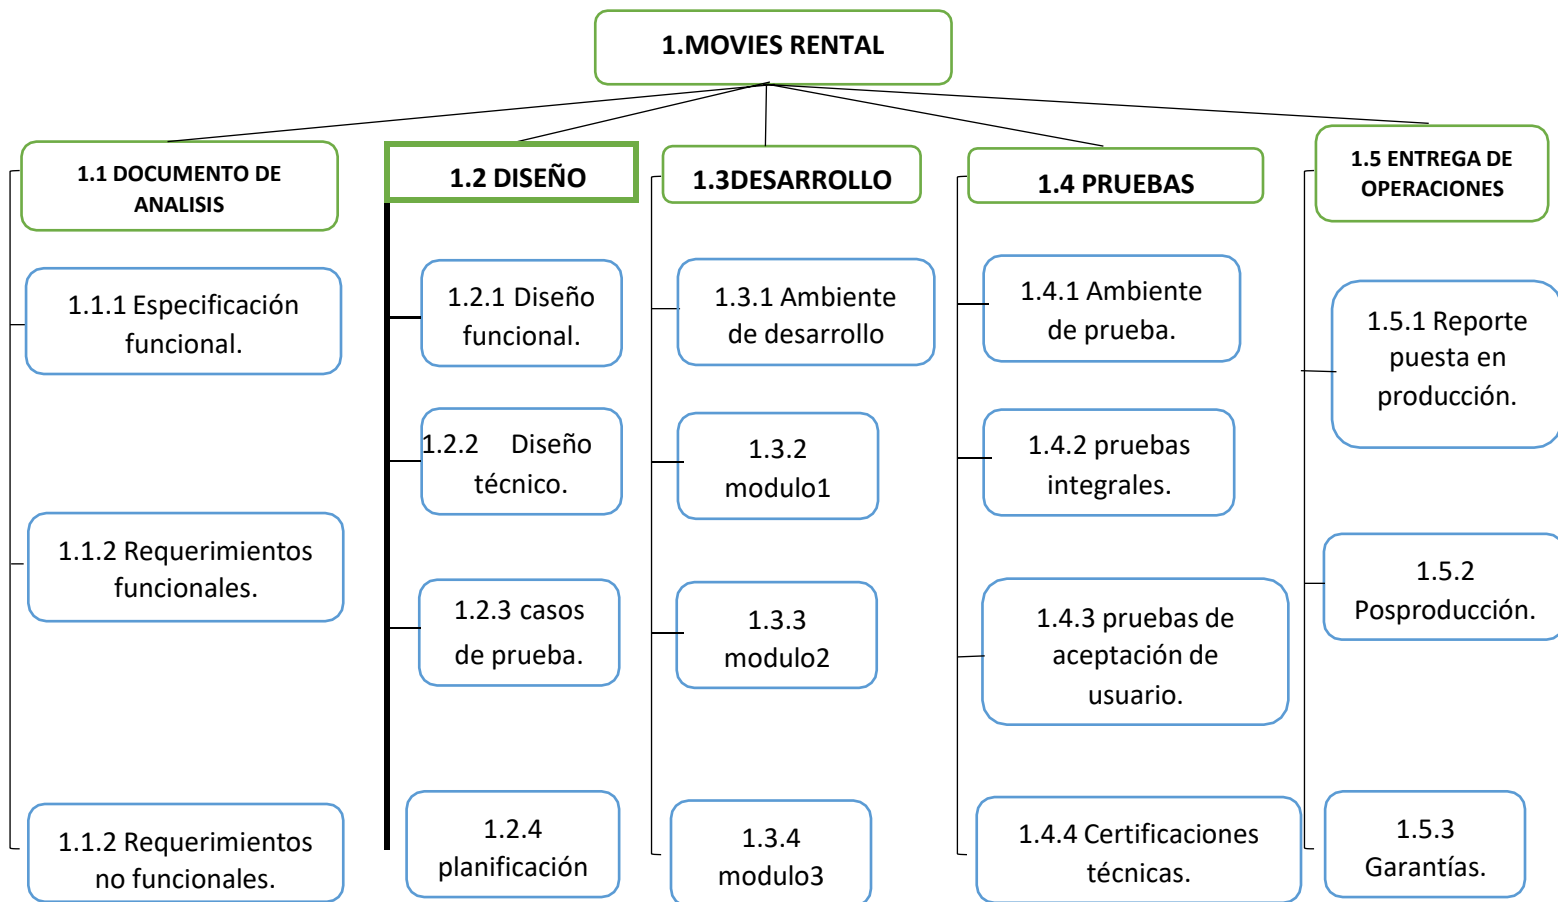 1.MOVIES RENTAL
1.1 DOCUMENTO DE
ANALISIS
1.1.1 Especificación
funcional.
1.1.2 Requerimientos
funcionales.
1.1.2 Requerimientos
no funcionales.
1.2 DISEÑO
1.2.1 Diseño
funcional.
1.2.2 Diseño
técnico.
1.2.3 casos
de prueba.
1.2.4
planificación
1.3DESARROLLO
1.3.1 Ambiente
de desarrollo
1.3.2
modulo1
1.3.3
modulo2
1.3.4
modulo3
1.4 PRUEBAS
1.4.1 Ambiente
de prueba.
1.4.2 pruebas
integrales.
1.4.3 pruebas de
aceptación de
usuario.
1.4.4 Certificaciones
técnicas.
1.5 ENTREGA DE
OPERACIONES
1.5.1 Reporte
puesta en
producción.
1.5.2
Posproducción.
1.5.3
Garantías.